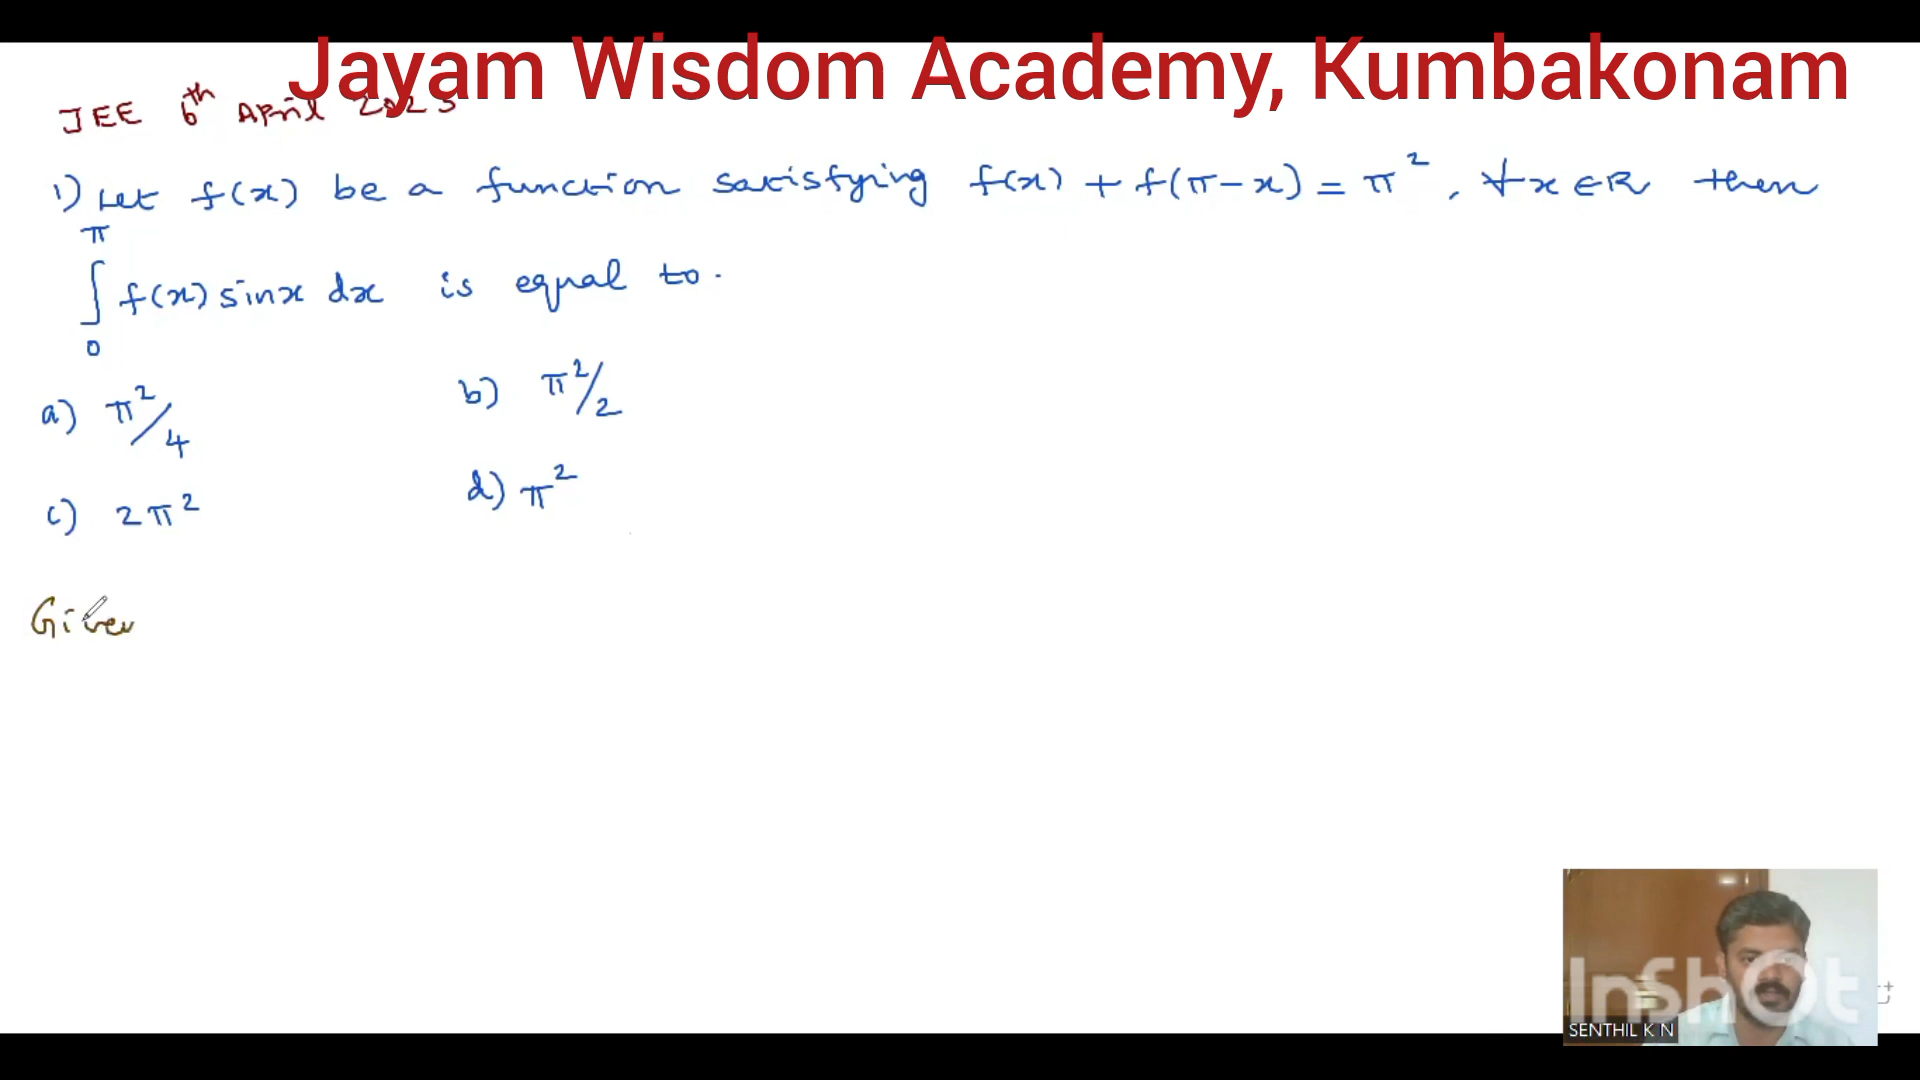 Jayam Wisdom Academy, Kumbakonam
JEE 6th April 2023
1) Let f(x) be a function satisfying f(x) + f(π-x) = π², ∀x∈R then
π
∫ f(x) sinx dx is equal to.
0
a) π²/4 b) π²/2
c) 2π² d) π²
Given
InShOt
SENTHIL K N